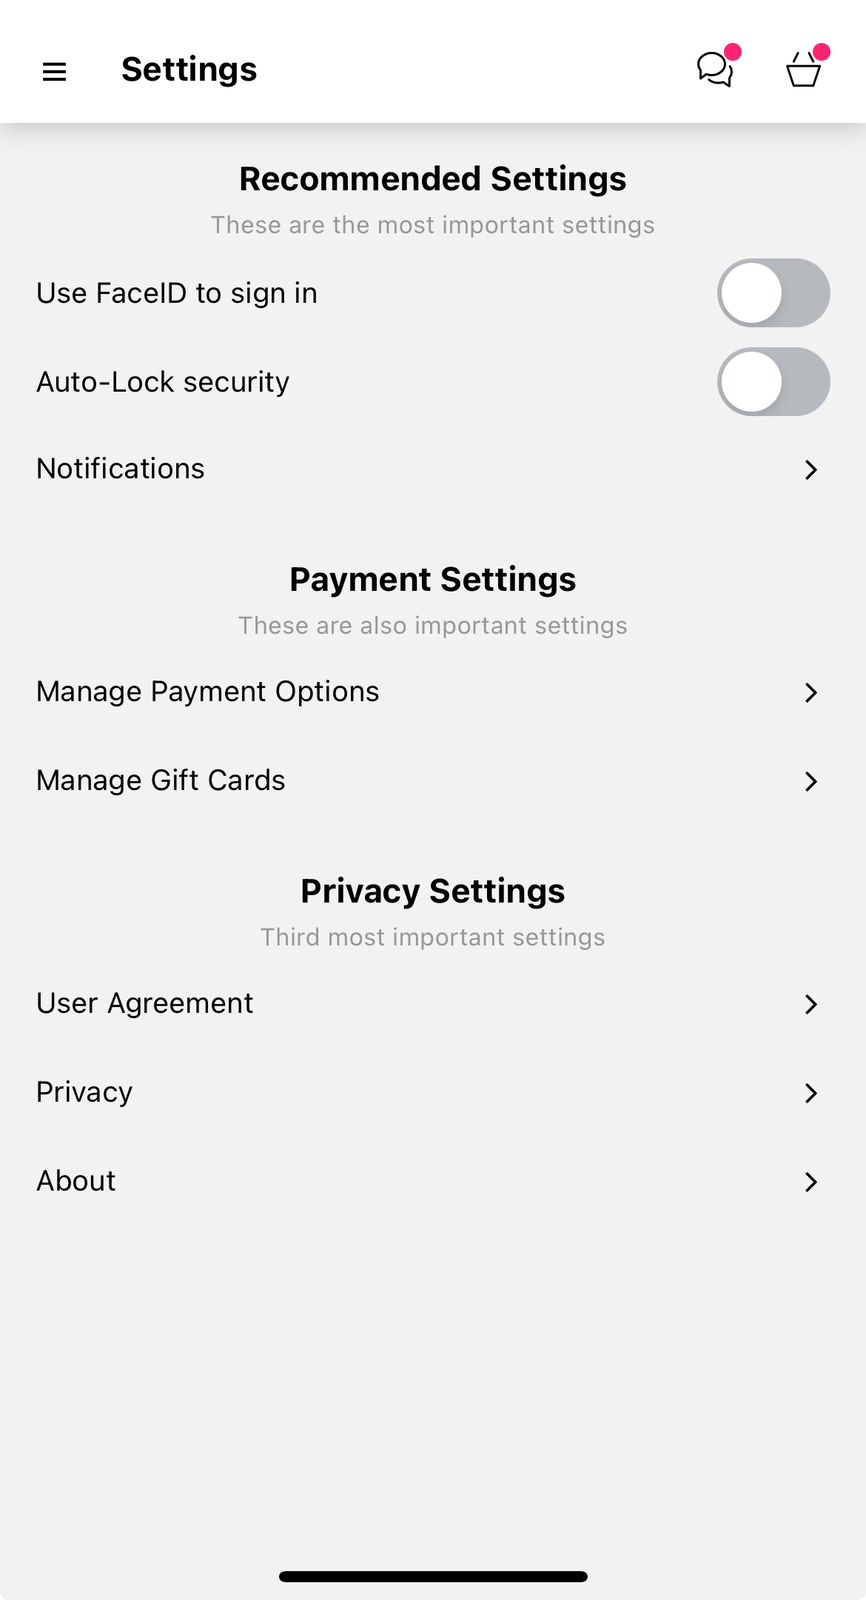 Settings
Recommended Settings
These are the most important settings
Use FaceID to sign in
Auto-Lock security
Notifications
Payment Settings
These are also important settings
Manage Payment Options
Manage Gift Cards
Privacy Settings
Third most important settings
User Agreement
Privacy
About